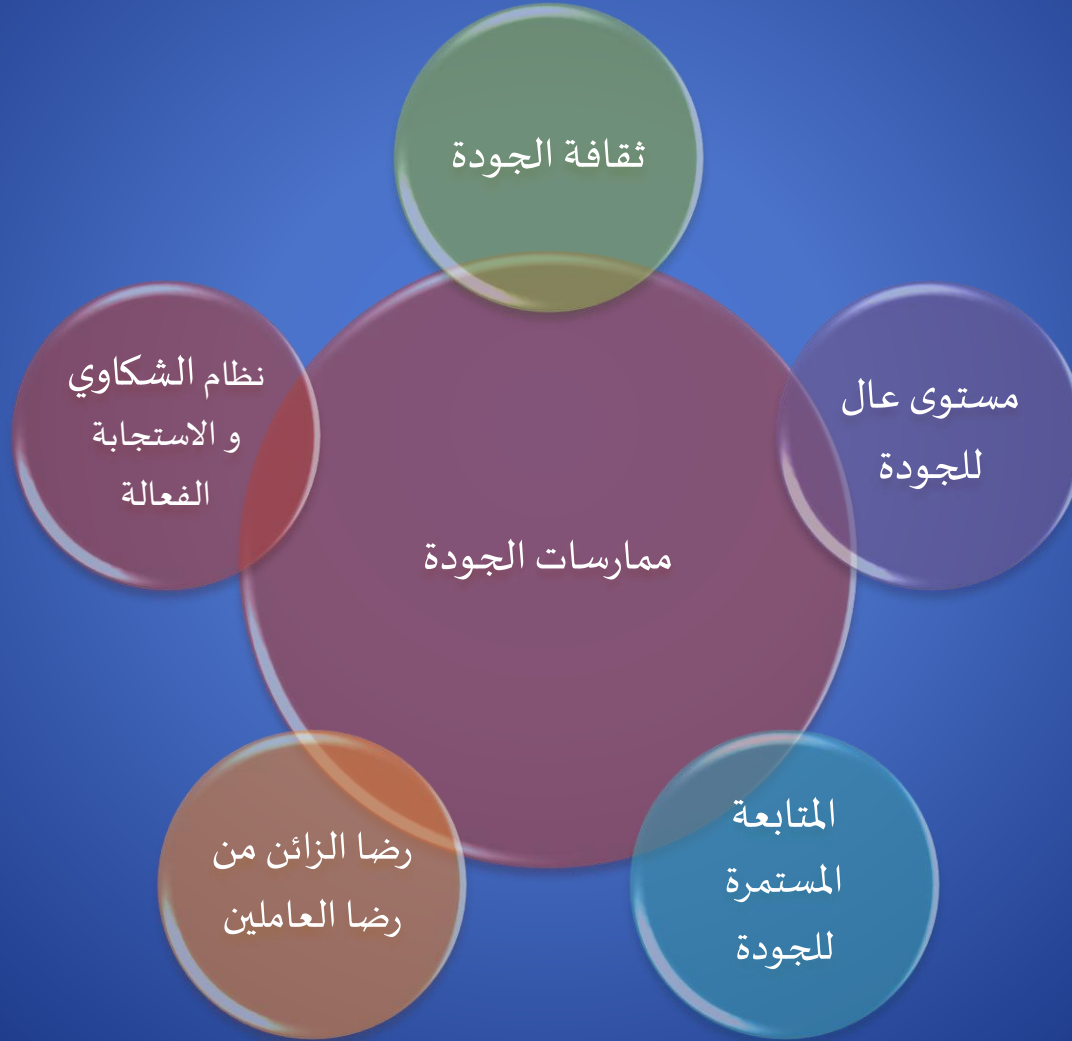 ثقافة الجودة
مستوى عال
للجودة
نظام الشكاوي
و الاستجابة
الفعالة
ممارسات الجودة
المتابعة
المستمرة
للجودة
رضا الزائن من
رضا العاملين